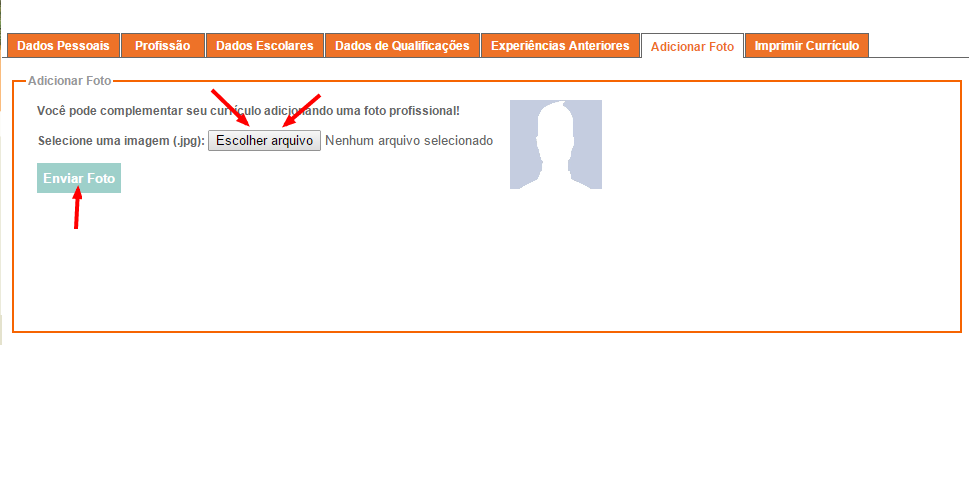 Dados Pessoais Profissão Dados Escolares Dados de Qualificações Experiências Anteriores Adicionar Foto Imprimir Currículo
Adicionar Foto
Você pode complementar seu currículo adicionando uma foto profissional!
Selecione uma imagem (.jpg): Escolher arquivo Nenhum arquivo selecionado
Enviar Foto